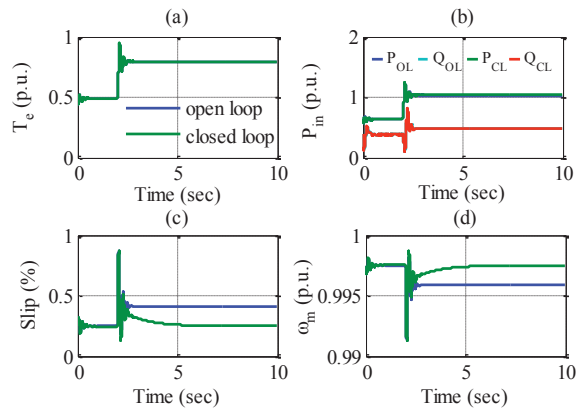 (a)
1
0.5
0
T_e (p.u.)
open loop
closed loop
0
5
10
Time (sec)
(b)
2
1
0
P_in (p.u.)
P_OL
Q_OL
P_CL
Q_CL
0
5
10
Time (sec)
(c)
1
0.5
0
Slip (%)
0
5
10
Time (sec)
(d)
1
0.995
0.99
ω_m (p.u.)
0
5
10
Time (sec)